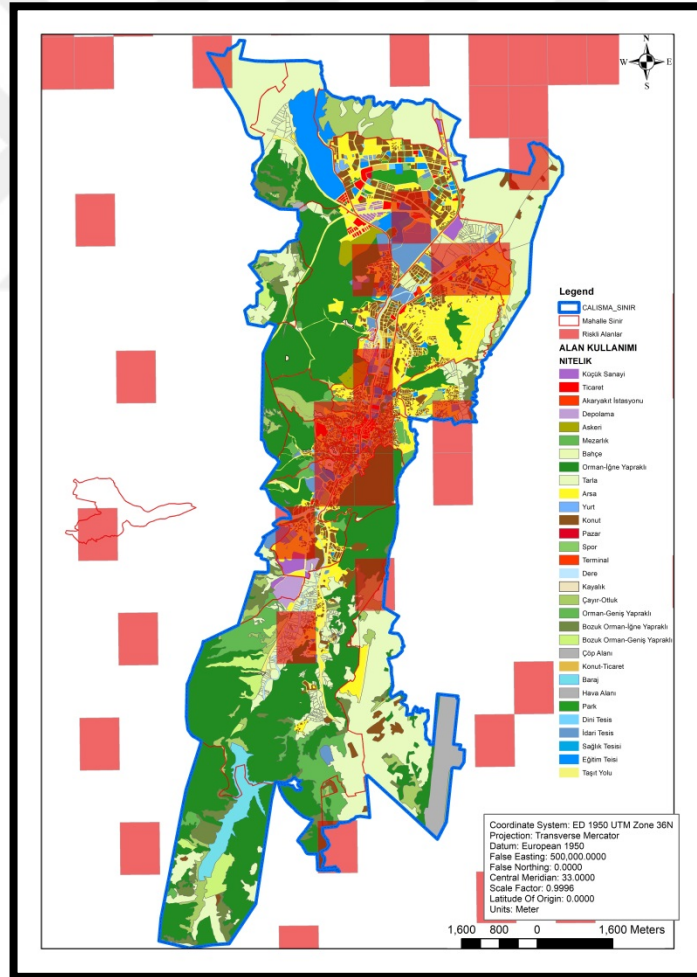 N
W
E
S
Legend
CALISMA_SINIR
Mahalle Sınır
Riskli Alanlar
ALAN KULLANIMI
NITELIK
Küçük Sanayi
Ticaret
Akaryakıt İstasyonu
Depolama
Askeri
Mezarlık
Bahçe
Orman-İğne Yapraklı
Tarla
Arsa
Yurt
Konut
Pazar
Spor
Terminal
Dere
Kayalık
Çayır-Otluk
Orman-Geniş Yapraklı
Bozuk Orman-İğne Yapraklı
Bozuk Orman-Geniş Yapraklı
Çöp Alanı
Konut-Ticaret
Baraj
Hava Alanı
Park
Dini Tesis
İdari Tesis
Sağlık Tesisi
Eğitim Teisi
Taşıt Yolu
Coordinate System: ED 1950 UTM Zone 36N
Projection: Transverse Mercator
Datum: European 1950
False Easting: 500,000.0000
False Northing: 0.0000
Central Meridian: 33.0000
Scale Factor: 0.9996
Latitude Of Origin: 0.0000
Units: Meter
1,600 800 0 1,600 Meters